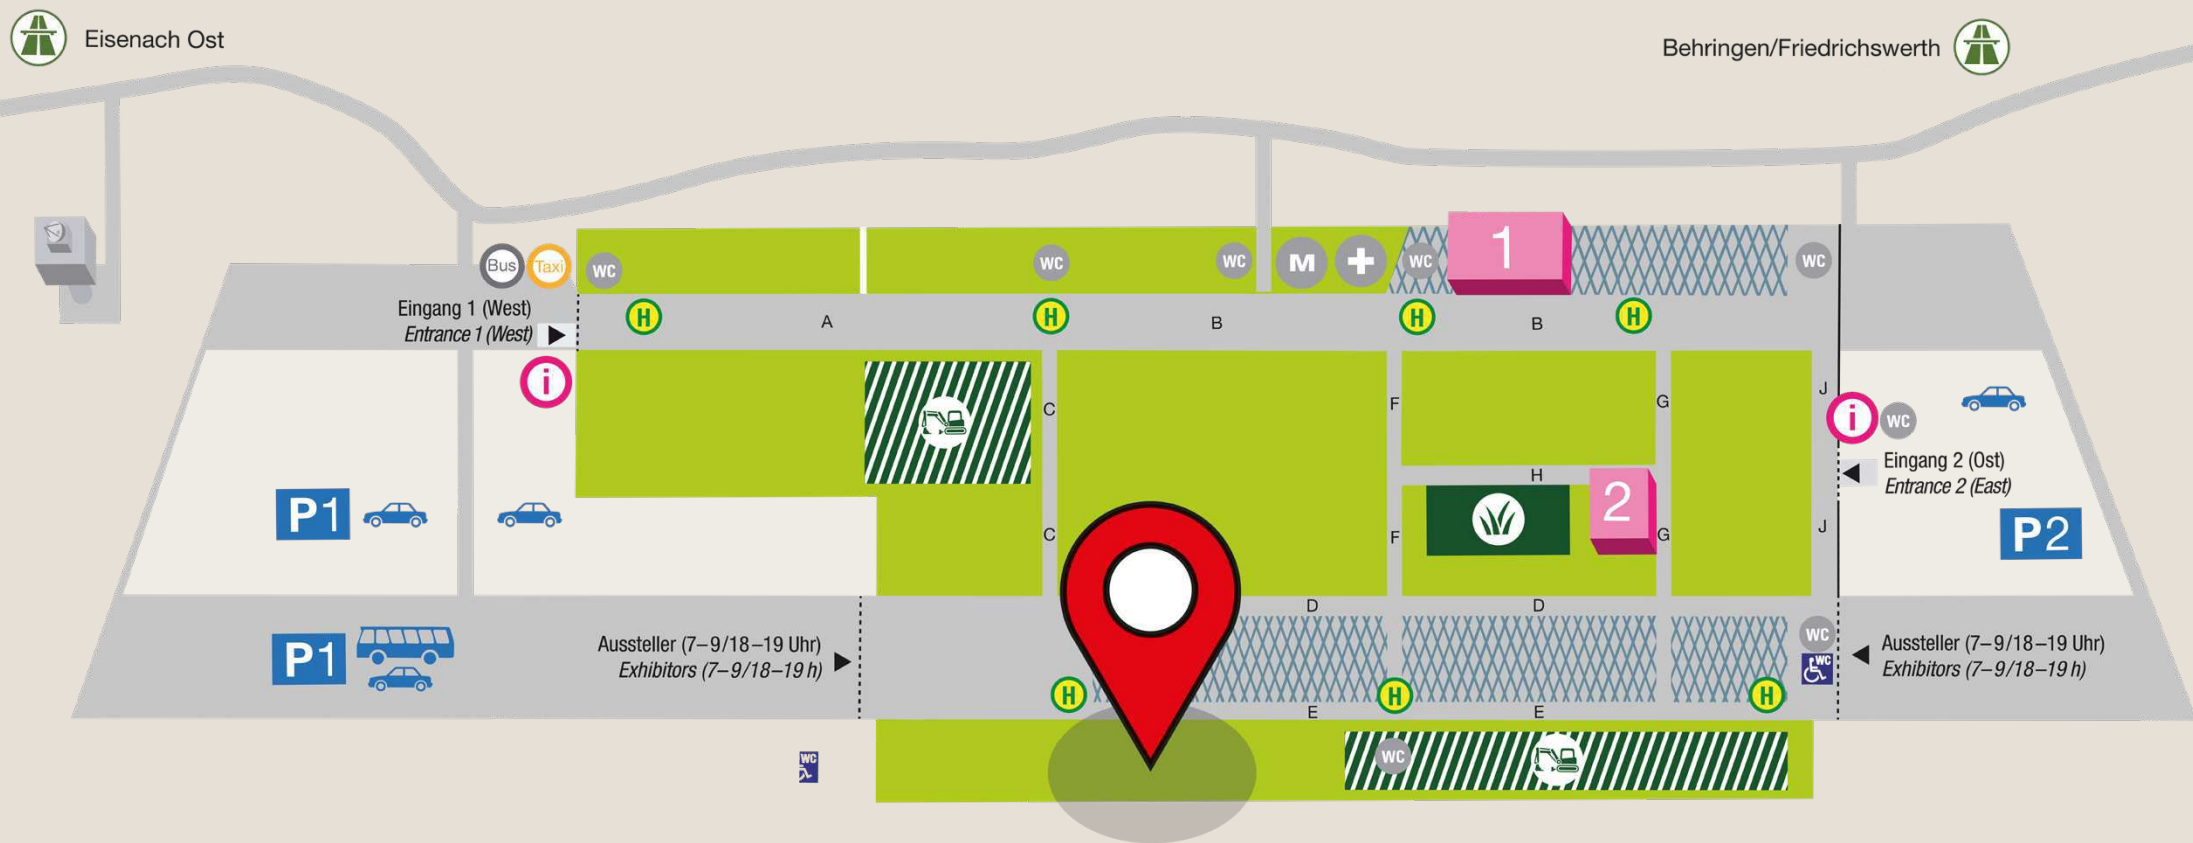 Eisenach Ost
Behringen/Friedrichswerth
Bus
Taxi
WC
WC
WC
M
WC
1
WC
Eingang 1 (West)
Entrance 1 (West)
H
A
H
B
H
B
H
i
C
F
G
J
i
WC
Eingang 2 (Ost)
Entrance 2 (East)
H
2
P1
C
F
G
J
P2
D
D
WC
Aussteller (7–9/18–19 Uhr)
Exhibitors (7–9/18–19 h)
Aussteller (7–9/18–19 Uhr)
Exhibitors (7–9/18–19 h)
P1
WC
H
H
H
E
E
WC
WC